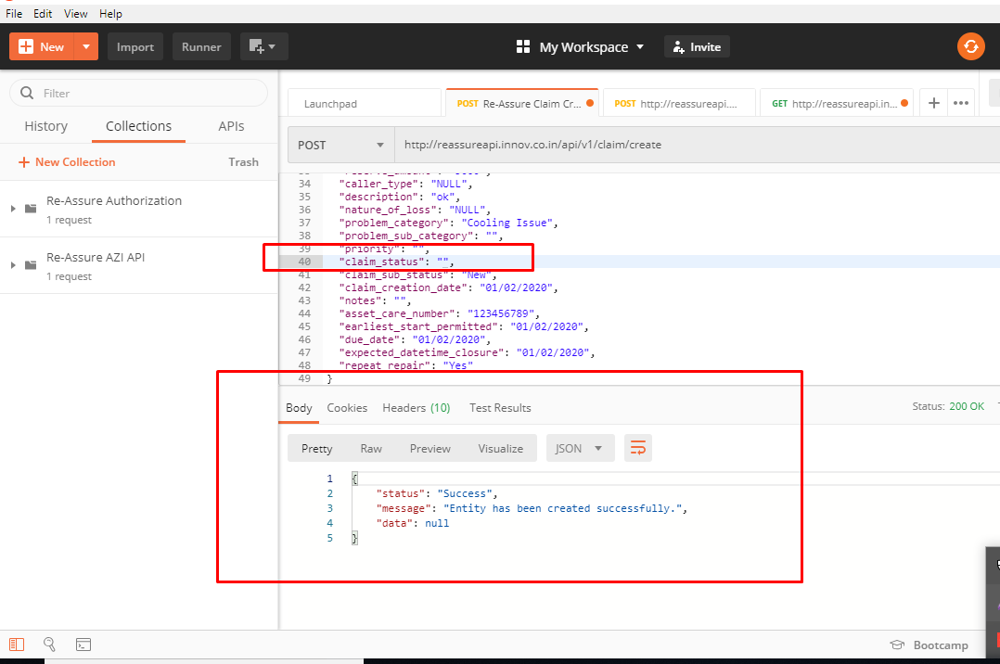 File Edit View Help
New Import Runner My Workspace Invite
Filter
History Collections APIs
New Collection Trash
Re-Assure Authorization
1 request
Re-Assure AZI API
1 request
Launchpad POST Re-Assure Claim Cr... POST http://reassureapi.... GET http://reassureapi.in...
POST http://reassureapi.innov.co.in/api/v1/claim/create
34 "caller_type": "NULL",
35 "description": "ok",
36 "nature_of_loss": "NULL",
37 "problem_category": "Cooling Issue",
38 "problem_sub_category": "",
39 "priority": "",
40 "claim_status": "",
41 "claim_sub_status": "New",
42 "claim_creation_date": "01/02/2020",
43 "notes": "",
44 "asset_care_number": "123456789",
45 "earliest_start_permitted": "01/02/2020",
46 "due_date": "01/02/2020",
47 "expected_datetime_closure": "01/02/2020",
48 "repeat_repair": "Yes"
49 }
Body Cookies Headers (10) Test Results Status: 200 OK
Pretty Raw Preview Visualize JSON
1 {
2 "status": "Success",
3 "message": "Entity has been created successfully.",
4 "data": null
5 }
Bootcamp